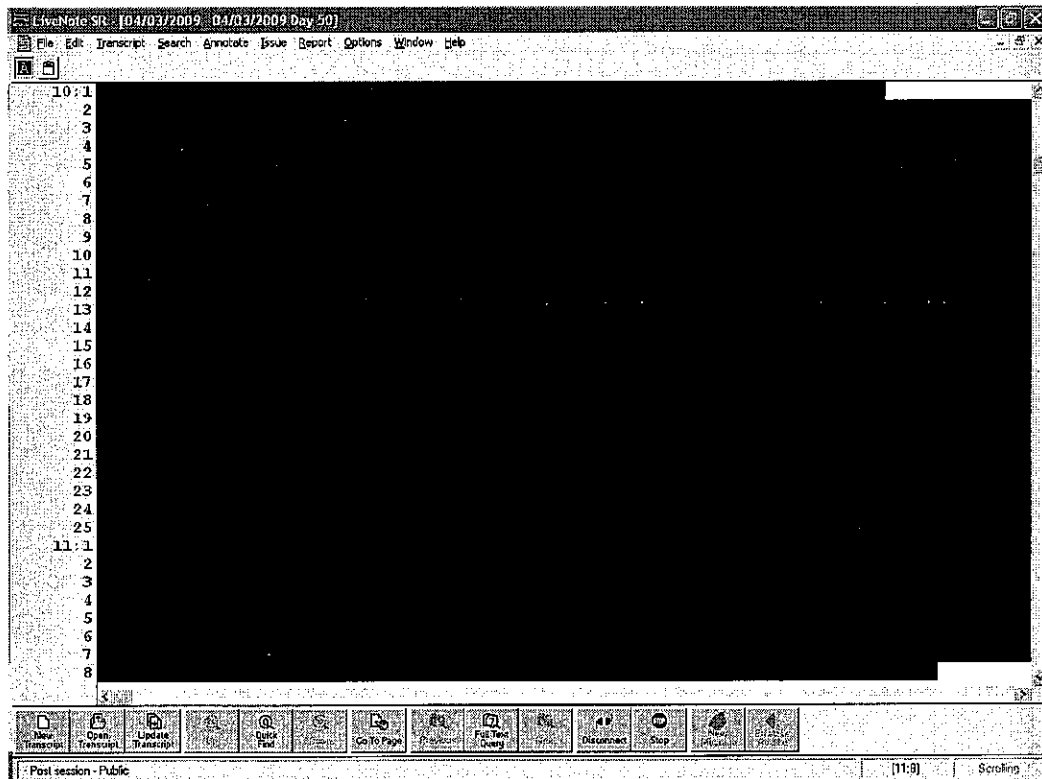 LiveNote SR - [04/03/2009 04/03/2009 Day 50]
File Edit Transcript Search Annotate Issue Report Options Window Help
10:1
2
3
4
5
6
7
8
9
10
11
12
13
14
15
16
17
18
19
20
21
22
23
24
25
11:1
2
3
4
5
6
7
8
New Transcript
Open Transcript
Update Transcript
Quick Find
Go To Page
Full Text Query
Disconnect
Stop
Post session - Public
[11:9]
Scrolling